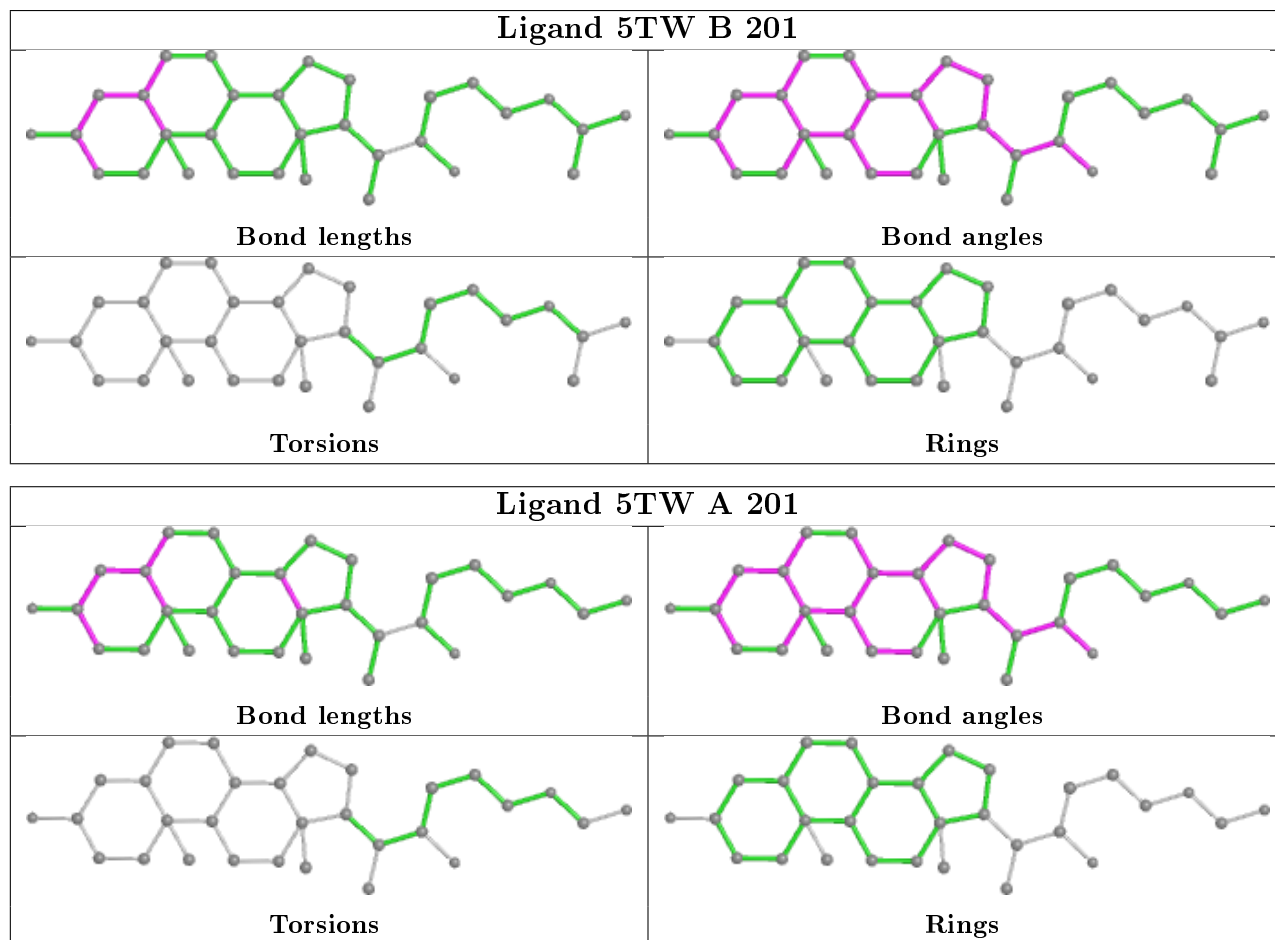 Ligand 5TW B 201
Bond lengths
Bond angles
Torsions
Rings
Ligand 5TW A 201
Bond lengths
Bond angles
Torsions
Rings